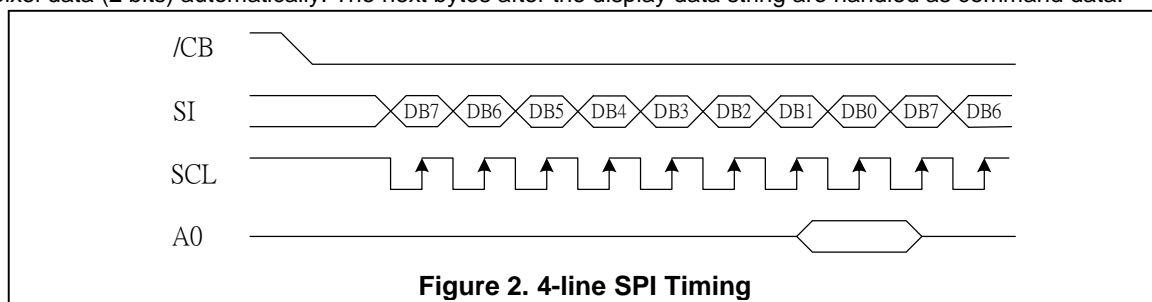 pixel data (2 bits) automatically. The next bytes after the display data string are handled as command data.
/CB
SI DB7 DB6 DB5 DB4 DB3 DB2 DB1 DB0 DB7 DB6
SCL
A0
Figure 2. 4-line SPI Timing